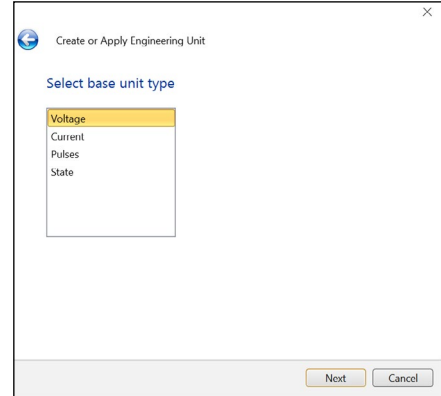 Create or Apply Engineering Unit
Select base unit type
Voltage
Current
Pulses
State
Next
Cancel